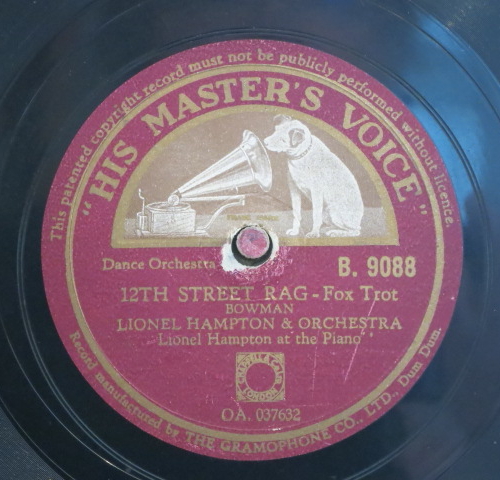 This patented copyright record must not be publicly performed without licence.
"HIS MASTER'S VOICE"
TRADE MARK
Dance Orchestra
B. 9088
12TH STREET RAG - Fox Trot
BOWMAN
LIONEL HAMPTON & ORCHESTRA
Lionel Hampton at the Piano
OA. 037632
Record manufactured by THE GRAMOPHONE CO., LTD., Dum Dum.